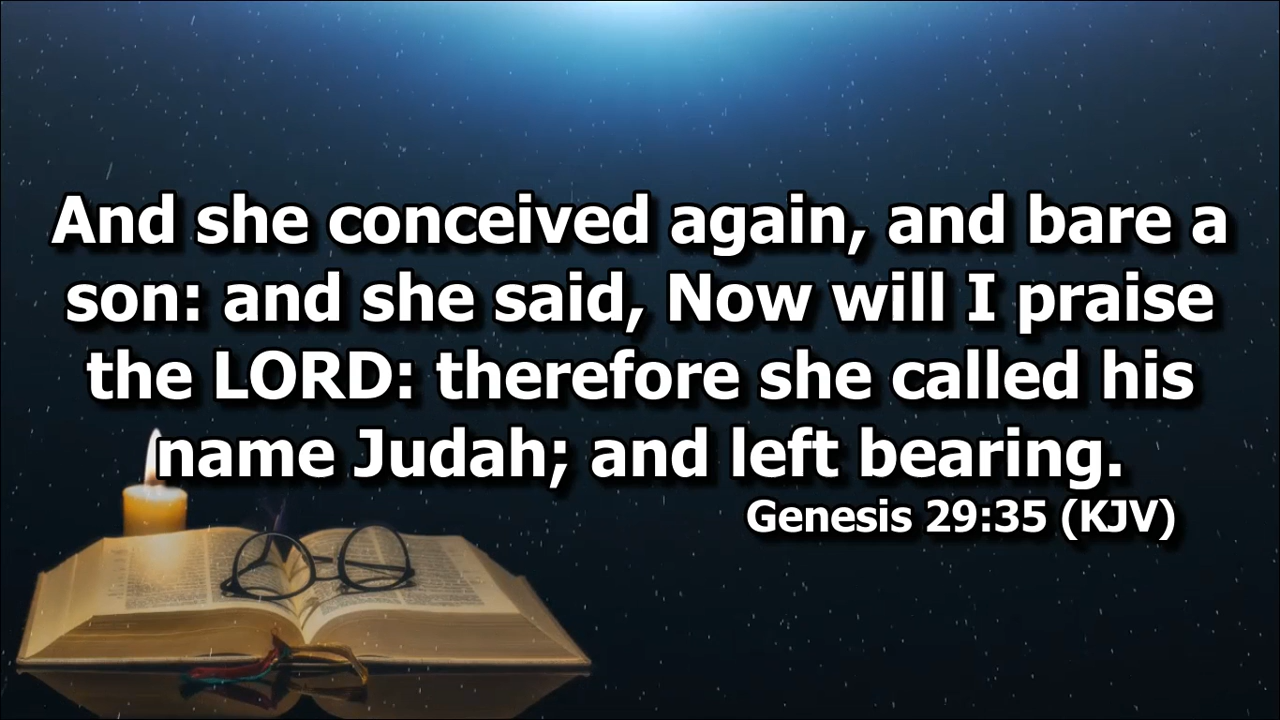 And she conceived again, and bare a
son: and she said, Now will I praise
the LORD: therefore she called his
name Judah; and left bearing.
Genesis 29:35 (KJV)